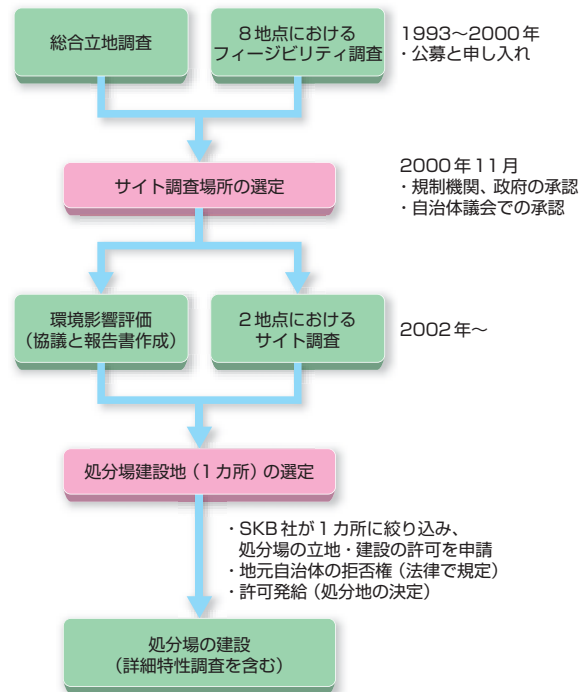 総合立地調査
8地点における
フィージビリティ調査
1993～2000年
・公募と申し入れ
サイト調査場所の選定
2000年11月
・規制機関、政府の承認
・自治体議会での承認
環境影響評価
（協議と報告書作成）
2地点における
サイト調査
2002年～
処分場建設地（1カ所）の選定
・SKB社が1カ所に絞り込み、
処分場の立地・建設の許可を申請
・地元自治体の拒否権（法律で規定）
・許可発給（処分地の決定）
処分場の建設
（詳細特性調査を含む）